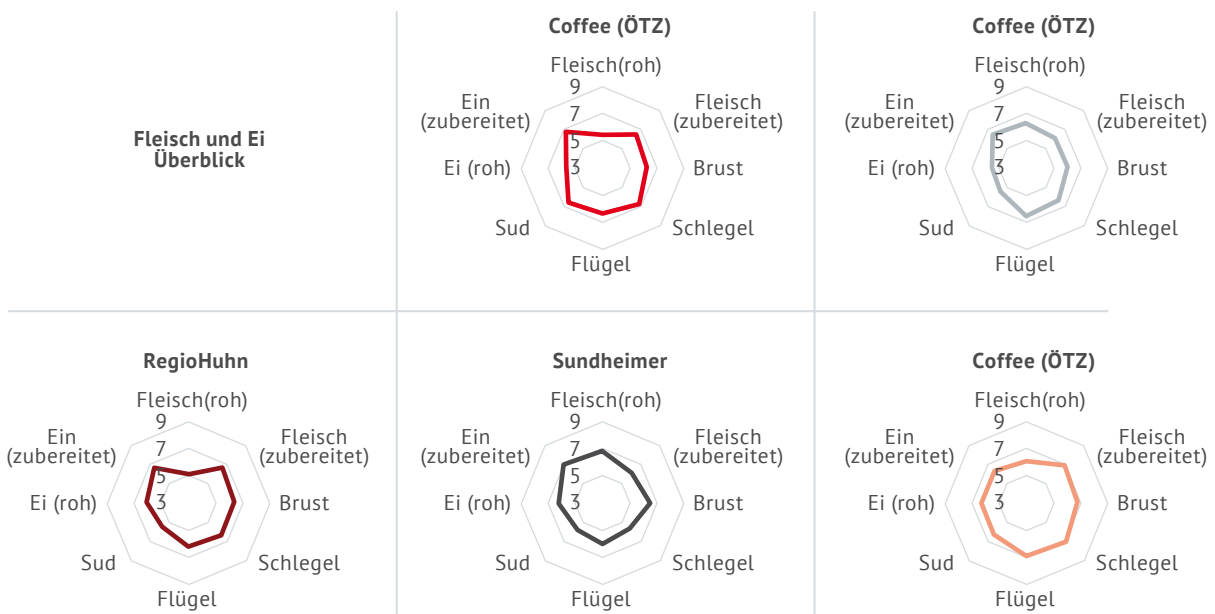 Fleisch und Ei
Überblick
Coffee (ÖTZ)
Fleisch(roh)
9
7
5
3
Fleisch
(zubereitet)
Brust
Schlegel
Flügel
Sud
Ei (roh)
Ein
(zubereitet)
Coffee (ÖTZ)
Fleisch(roh)
9
7
5
3
Fleisch
(zubereitet)
Brust
Schlegel
Flügel
Sud
Ei (roh)
Ein
(zubereitet)
RegioHuhn
Fleisch(roh)
9
7
5
3
Fleisch
(zubereitet)
Brust
Schlegel
Flügel
Sud
Ei (roh)
Ein
(zubereitet)
Sundheimer
Fleisch(roh)
9
7
5
3
Fleisch
(zubereitet)
Brust
Schlegel
Flügel
Sud
Ei (roh)
Ein
(zubereitet)
Coffee (ÖTZ)
Fleisch(roh)
9
7
5
3
Fleisch
(zubereitet)
Brust
Schlegel
Flügel
Sud
Ei (roh)
Ein
(zubereitet)